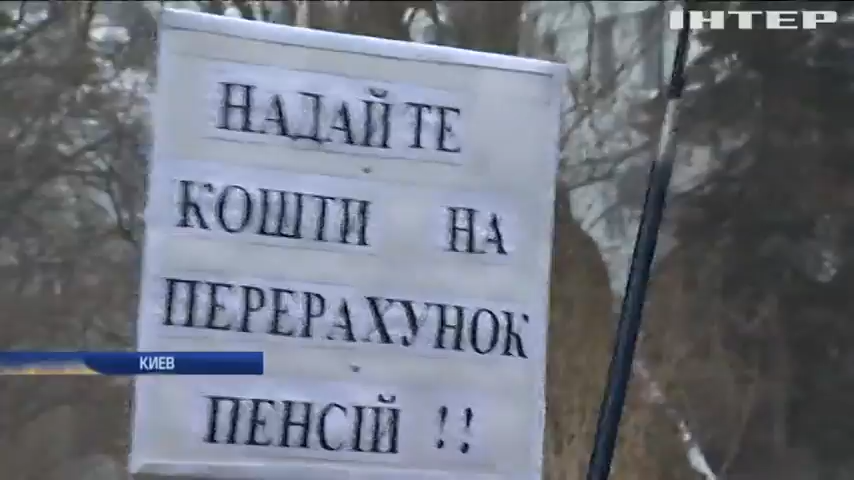 ІНТЕР
НАДАЙТЕ
КОШТИ НА
ПЕРЕРАХУНОК
КИЕВ
ПЕНСІЙ !!